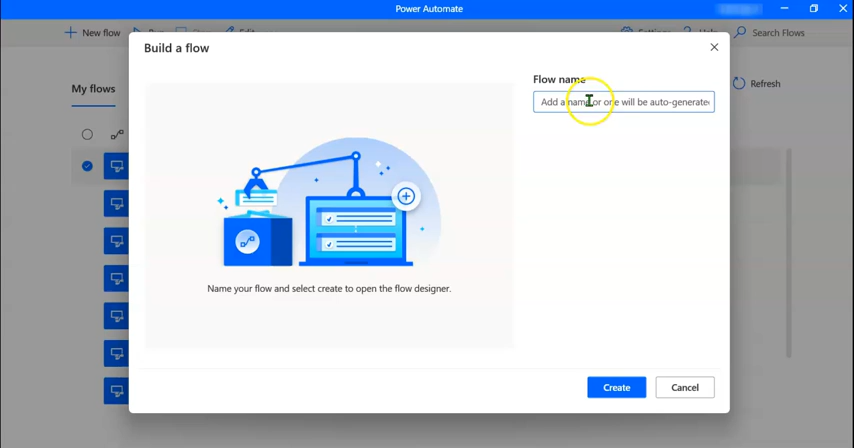 Power Automate
New flow Run Stop Edit Settings Help Search Flows
Build a flow
My flows
Flow name
Add a name or one will be auto-generated
Refresh
Name your flow and select create to open the flow designer.
Create Cancel